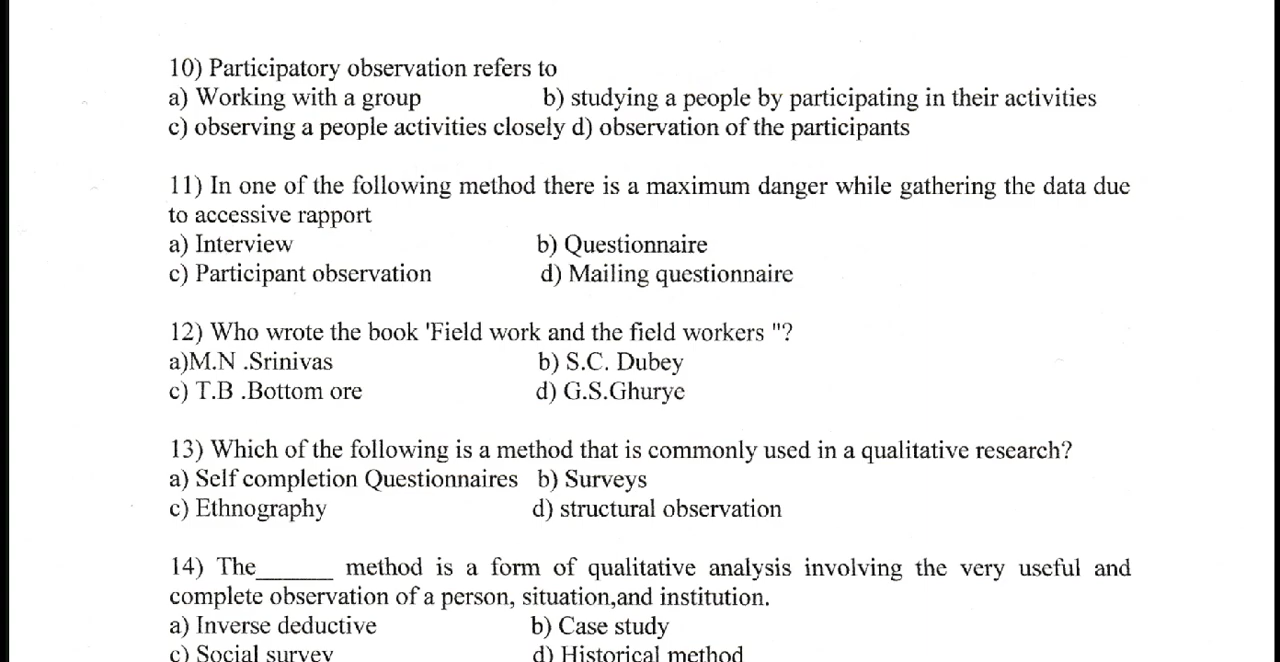 10) Participatory observation refers to
a) Working with a group b) studying a people by participating in their activities
c) observing a people activities closely d) observation of the participants
11) In one of the following method there is a maximum danger while gathering the data due
to accessive rapport
a) Interview b) Questionnaire
c) Participant observation d) Mailing questionnaire
12) Who wrote the book 'Field work and the field workers "?
a)M.N .Srinivas b) S.C. Dubey
c) T.B .Bottom ore d) G.S.Ghurye
13) Which of the following is a method that is commonly used in a qualitative research?
a) Self completion Questionnaires b) Surveys
c) Ethnography d) structural observation
14) The______ method is a form of qualitative analysis involving the very useful and
complete observation of a person, situation,and institution.
a) Inverse deductive b) Case study
c) Social survey d) Historical method